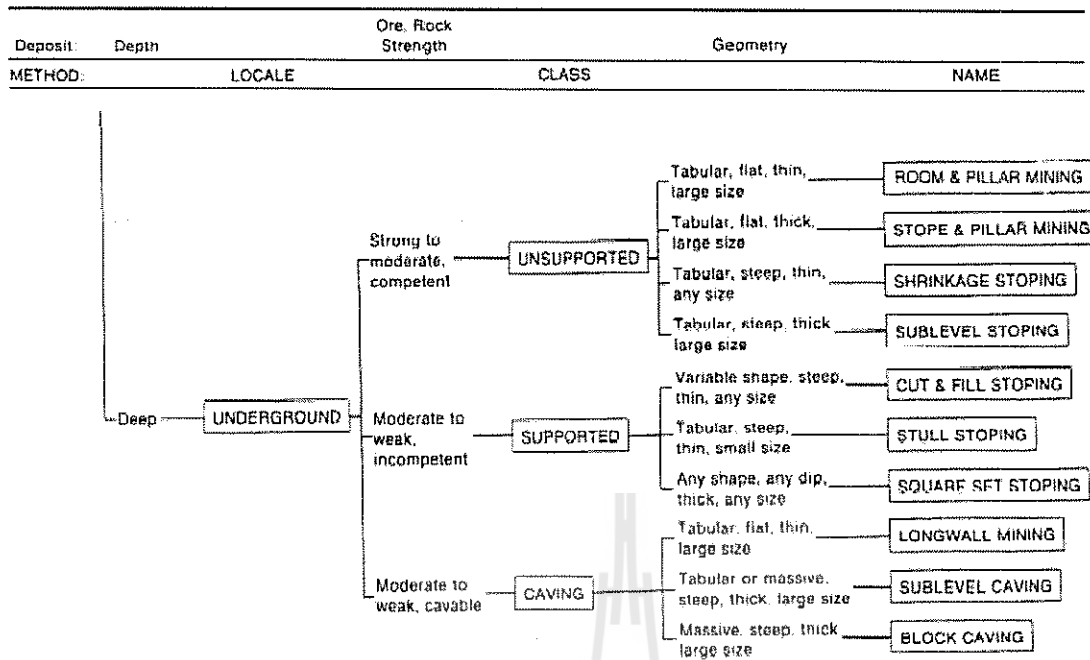 Ore, Rock
Deposit: Depth Strength Geometry
METHOD: LOCALE CLASS NAME
Tabular, flat, thin,
large size
ROOM & PILLAR MINING
Tabular, flat, thick,
large size
STOPE & PILLAR MINING
Strong to
moderate,
competent
UNSUPPORTED
Tabular, steep, thin,
any size
SHRINKAGE STOPING
Tabular, steep, thick
large size
SUBLEVEL STOPING
Variable shape, steep,
thin, any size
CUT & FILL STOPING
Deep
UNDERGROUND
Moderate to
weak,
incompetent
SUPPORTED
Tabular, steep,
thin, small size
STULL STOPING
Any shape, any dip,
thick, any size
SQUARE SET STOPING
Tabular, flat, thin,
large size
LONGWALL MINING
Moderate to
weak, cavable
CAVING
Tabular or massive,
steep, thick, large size
SUBLEVEL CAVING
Massive, steep, thick
large size
BLOCK CAVING